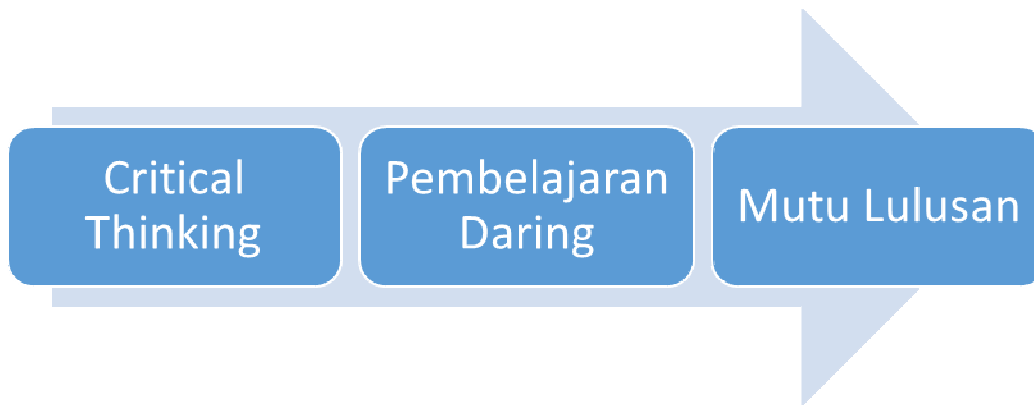 Critical
Thinking
Pembelajaran
Daring
Mutu Lulusan